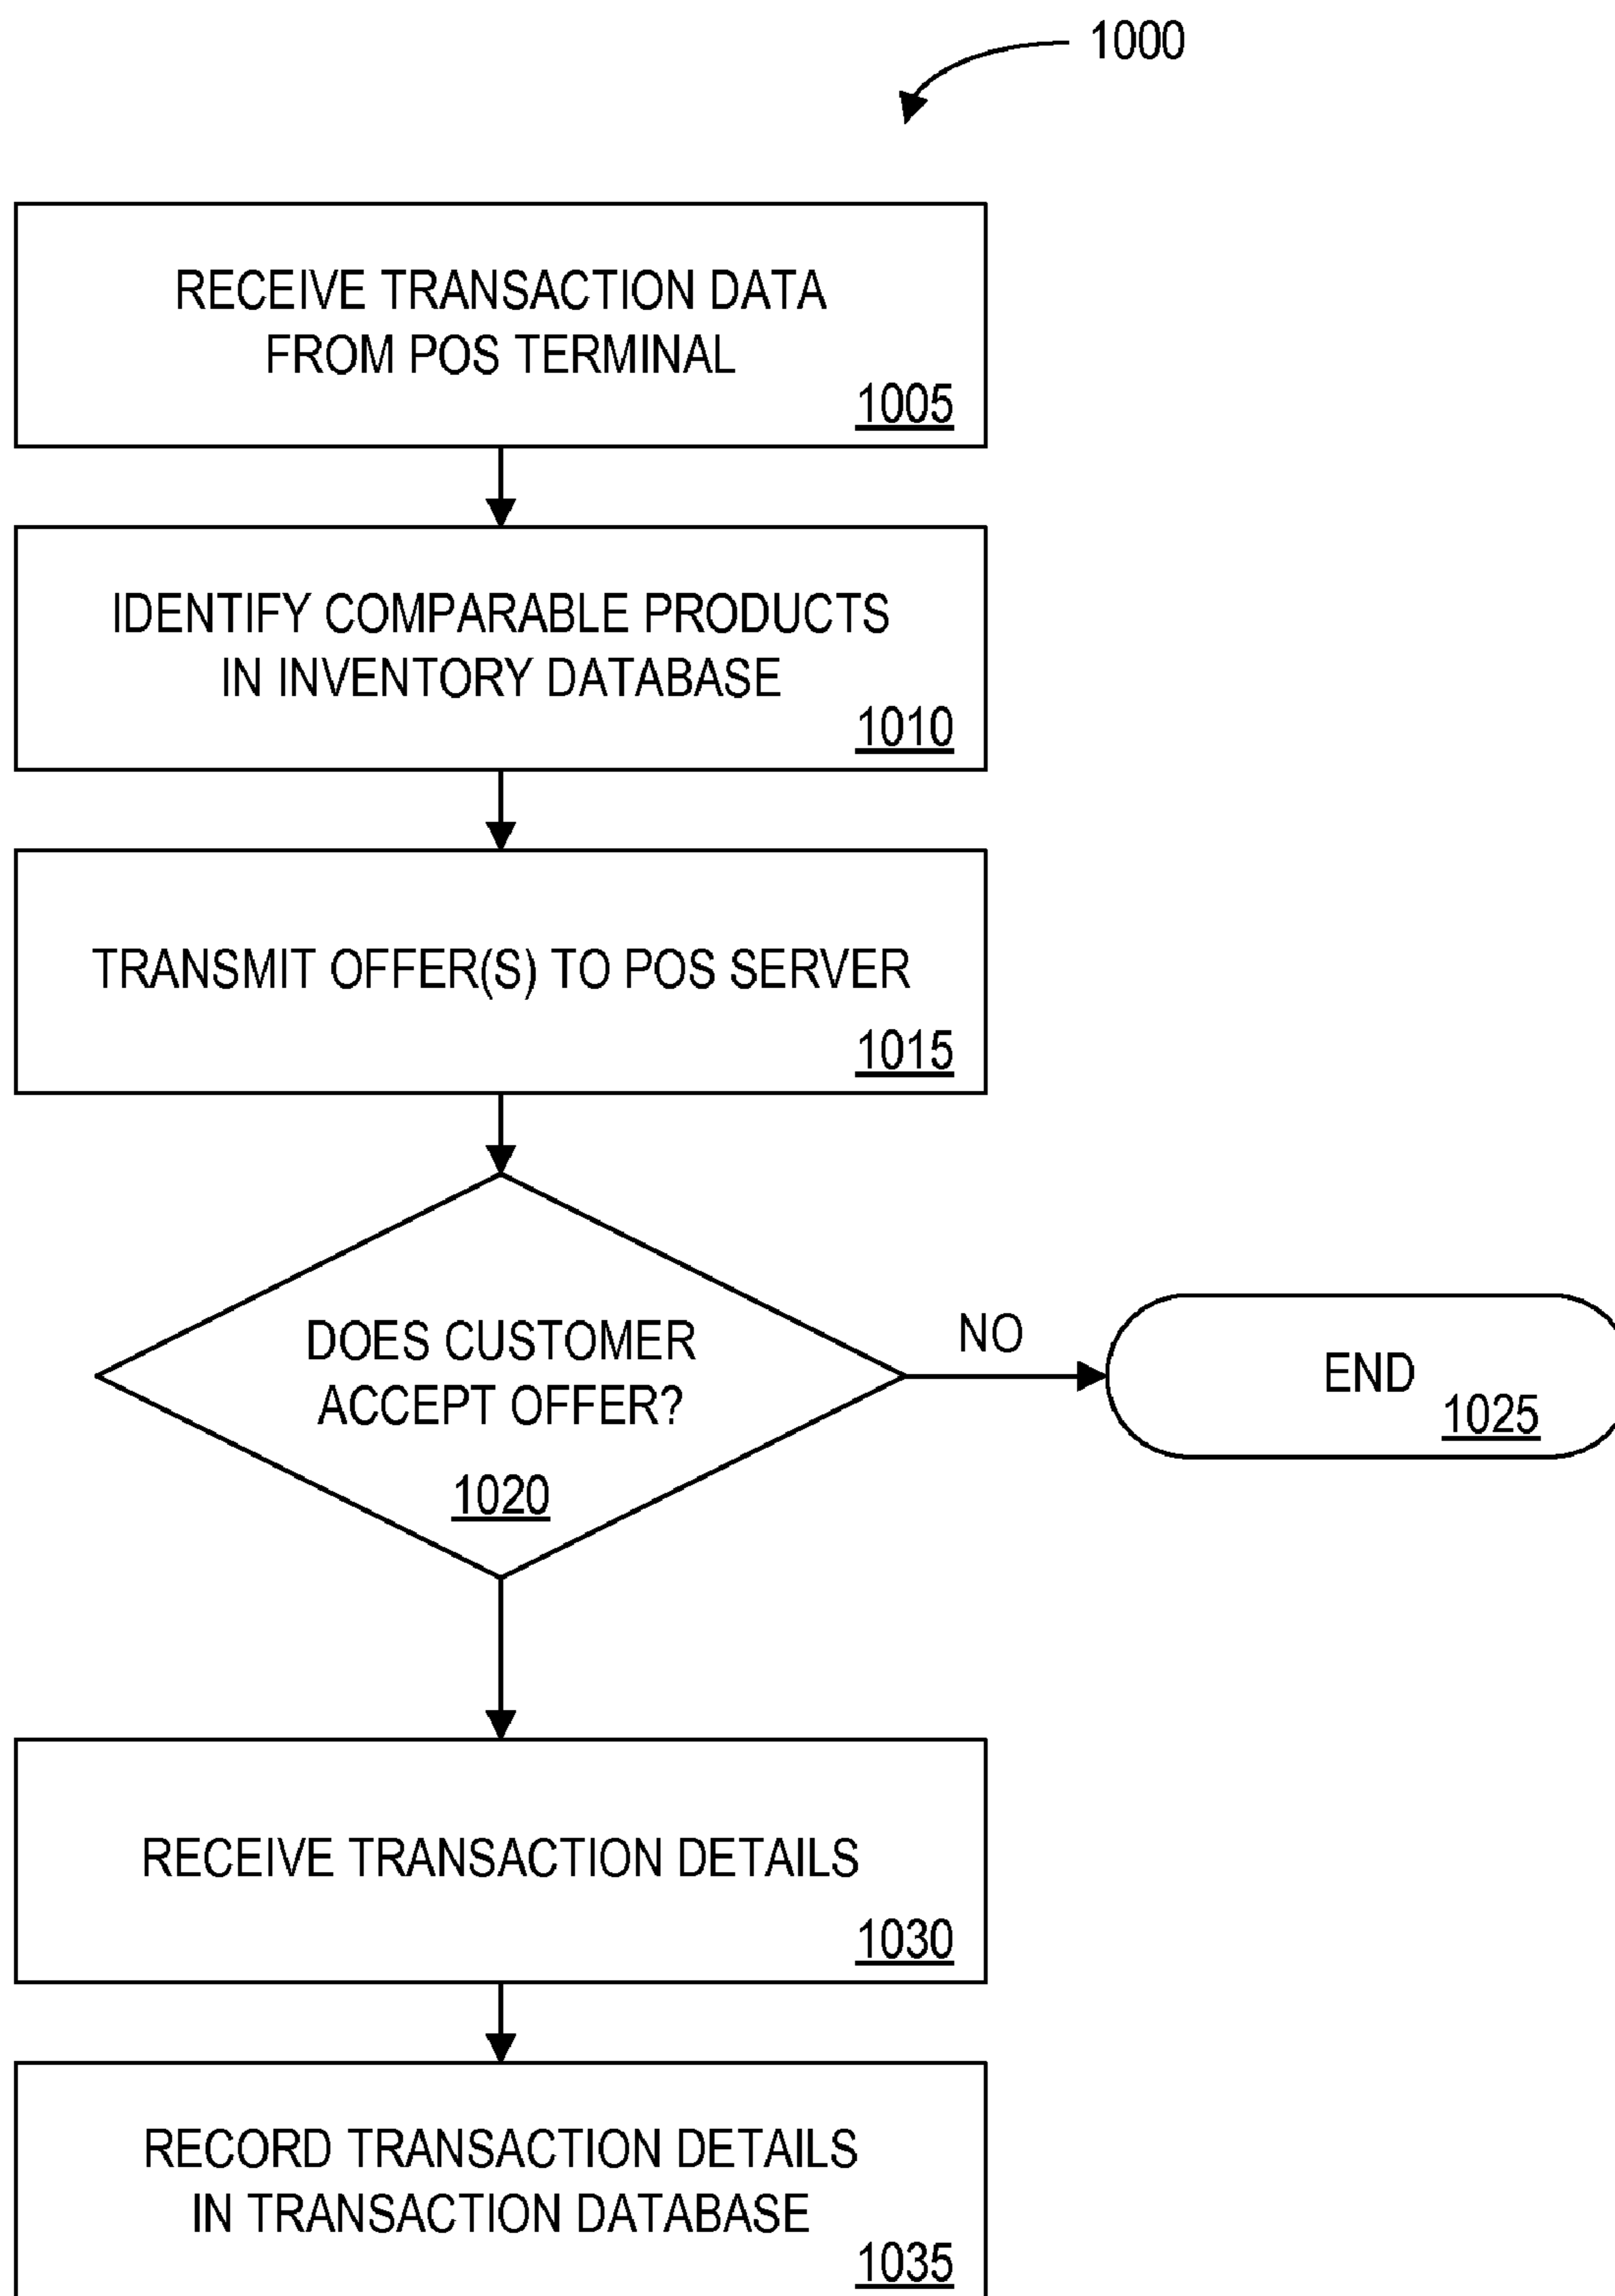 1000
RECEIVE TRANSACTION DATA
FROM POS TERMINAL
1005
IDENTIFY COMPARABLE PRODUCTS
IN INVENTORY DATABASE
1010
TRANSMIT OFFER(S) TO POS SERVER
1015
DOES CUSTOMER
ACCEPT OFFER?
1020
NO
END
1025
RECEIVE TRANSACTION DETAILS
1030
RECORD TRANSACTION DETAILS
IN TRANSACTION DATABASE
1035